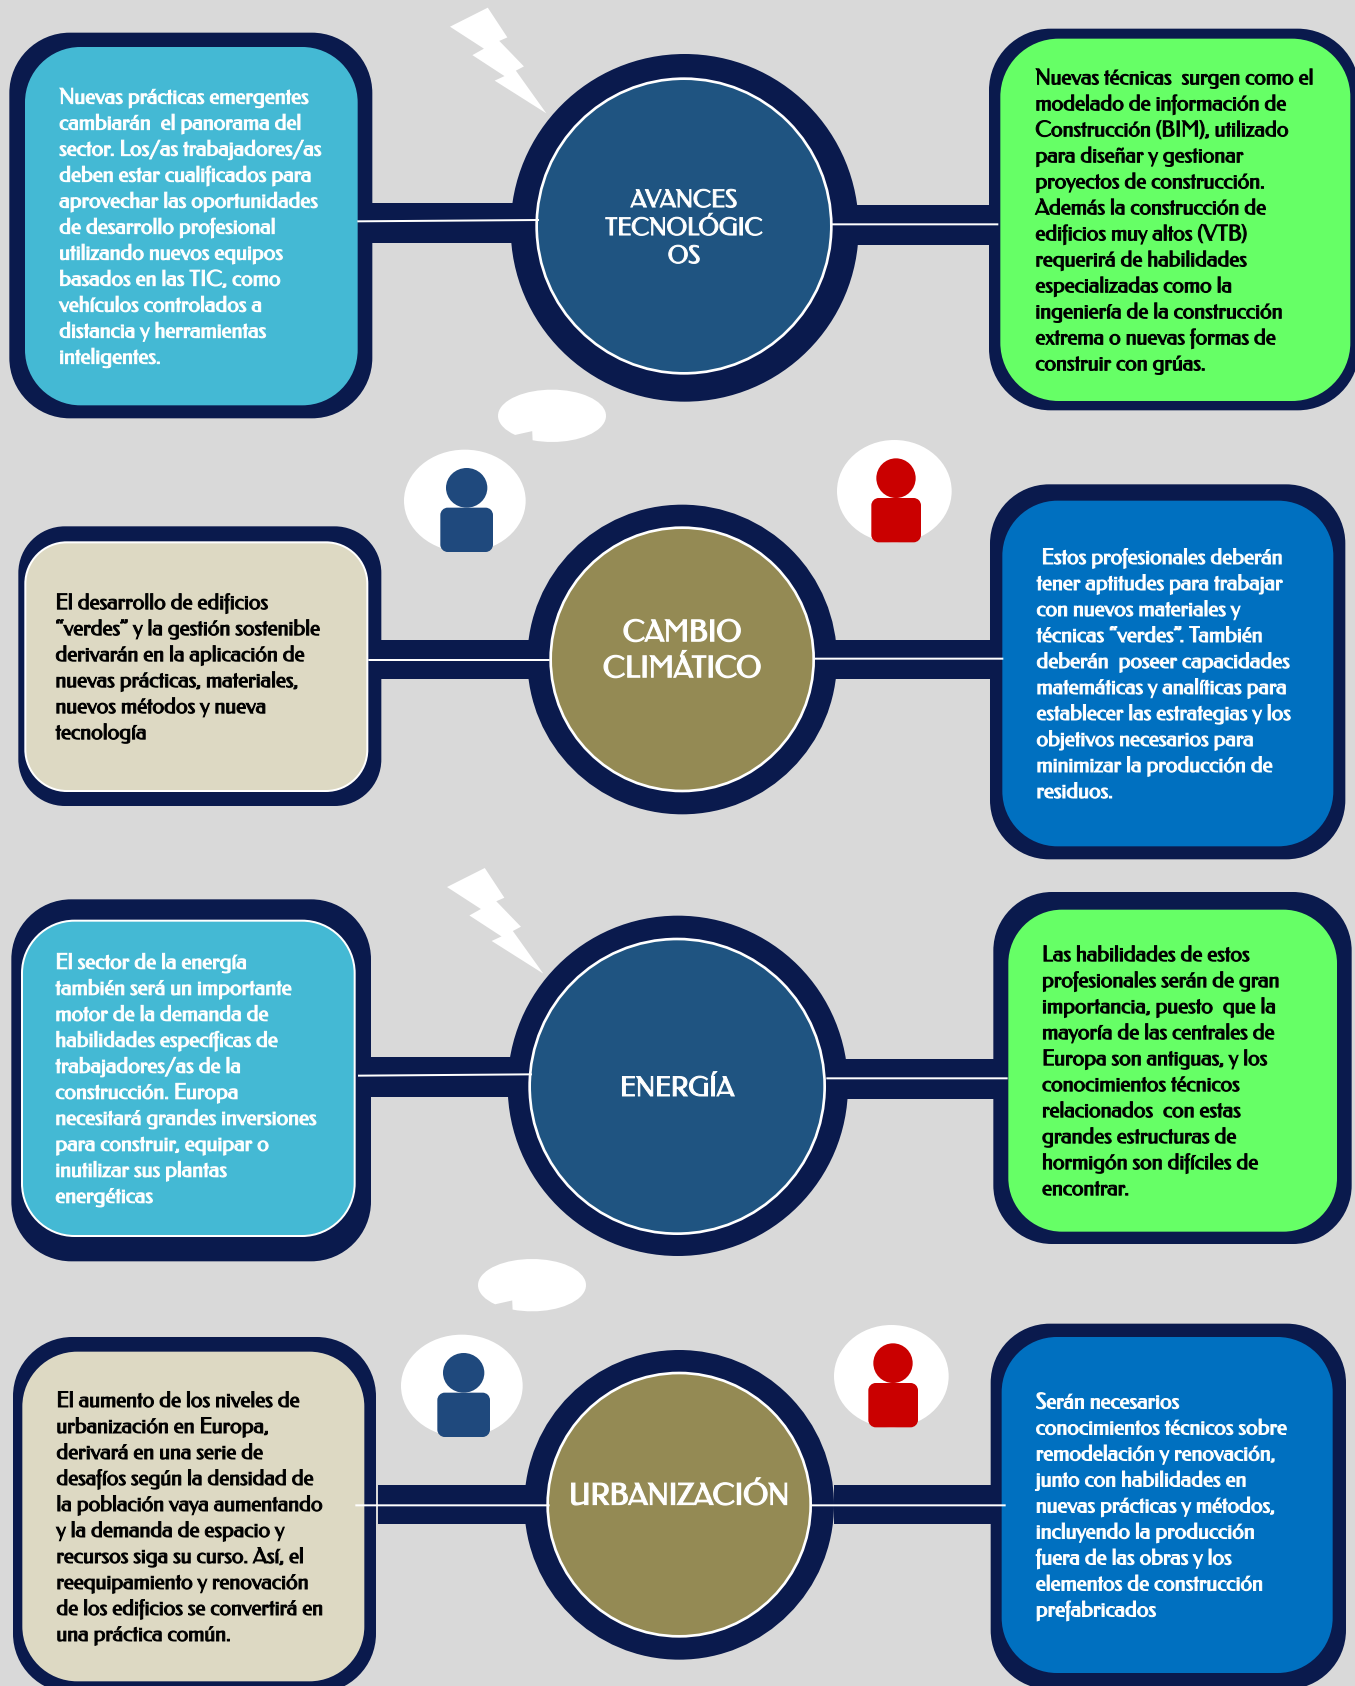 Nuevas prácticas emergentes
cambiarán el panorama del
sector. Los/as trabajadores/as
deben estar cualificados para
aprovechar las oportunidades
de desarrollo profesional
utilizando nuevos equipos
basados en las TIC, como
vehículos controlados a
distancia y herramientas
inteligentes.
AVANCES
TECNOLÓGIC
OS
Nuevas técnicas surgen como el
modelado de información de
Construcción (BIM), utilizado
para diseñar y gestionar
proyectos de construcción.
Además la construcción de
edificios muy altos (VTB)
requerirá de habilidades
especializadas como la
ingeniería de la construcción
extrema o nuevas formas de
construir con grúas.
El desarrollo de edificios
"verdes" y la gestión sostenible
derivarán en la aplicación de
nuevas prácticas, materiales,
nuevos métodos y nueva
tecnología
CAMBIO
CLIMÁTICO
Estos profesionales deberán
tener aptitudes para trabajar
con nuevos materiales y
técnicas "verdes". También
deberán poseer capacidades
matemáticas y analíticas para
establecer las estrategias y los
objetivos necesarios para
minimizar la producción de
residuos.
El sector de la energía
también será un importante
motor de la demanda de
habilidades específicas de
trabajadores/as de la
construcción. Europa
necesitará grandes inversiones
para construir, equipar o
inutilizar sus plantas
energéticas
ENERGÍA
Las habilidades de estos
profesionales serán de gran
importancia, puesto que la
mayoría de las centrales de
Europa son antiguas, y los
conocimientos técnicos
relacionados con estas
grandes estructuras de
hormigón son difíciles de
encontrar.
El aumento de los niveles de
urbanización en Europa,
derivará en una serie de
desafíos según la densidad de
la población vaya aumentando
y la demanda de espacio y
recursos siga su curso. Así, el
reequipamiento y renovación
de los edificios se convertirá en
una práctica común.
URBANIZACIÓN
Serán necesarios
conocimientos técnicos sobre
remodelación y renovación,
junto con habilidades en
nuevas prácticas y métodos,
incluyendo la producción
fuera de las obras y los
elementos de construcción
prefabricados